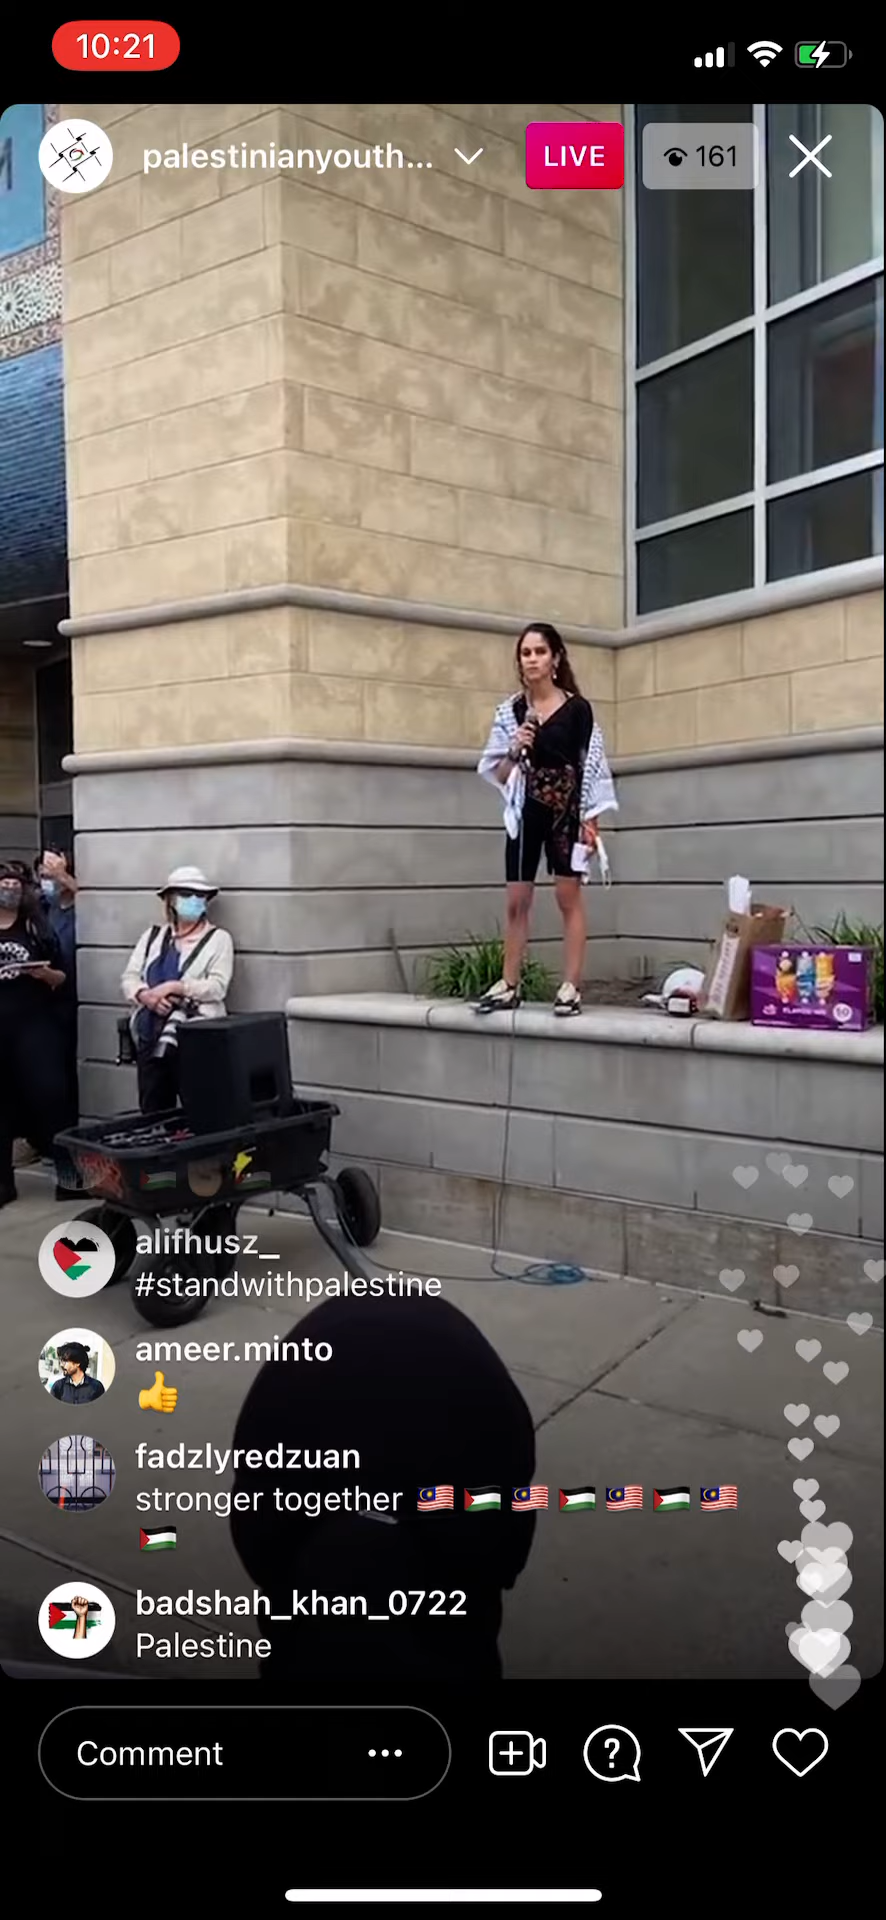 10:21
palestinianyouth...
LIVE
161
alifhusz_
#standwithpalestine
ameer.minto
👍
fadzlyredzuan
stronger together 🇲🇾 🇵🇸 🇲🇾 🇵🇸 🇲🇾 🇵🇸 🇲🇾
🇵🇸
badshah_khan_0722
Palestine
Comment